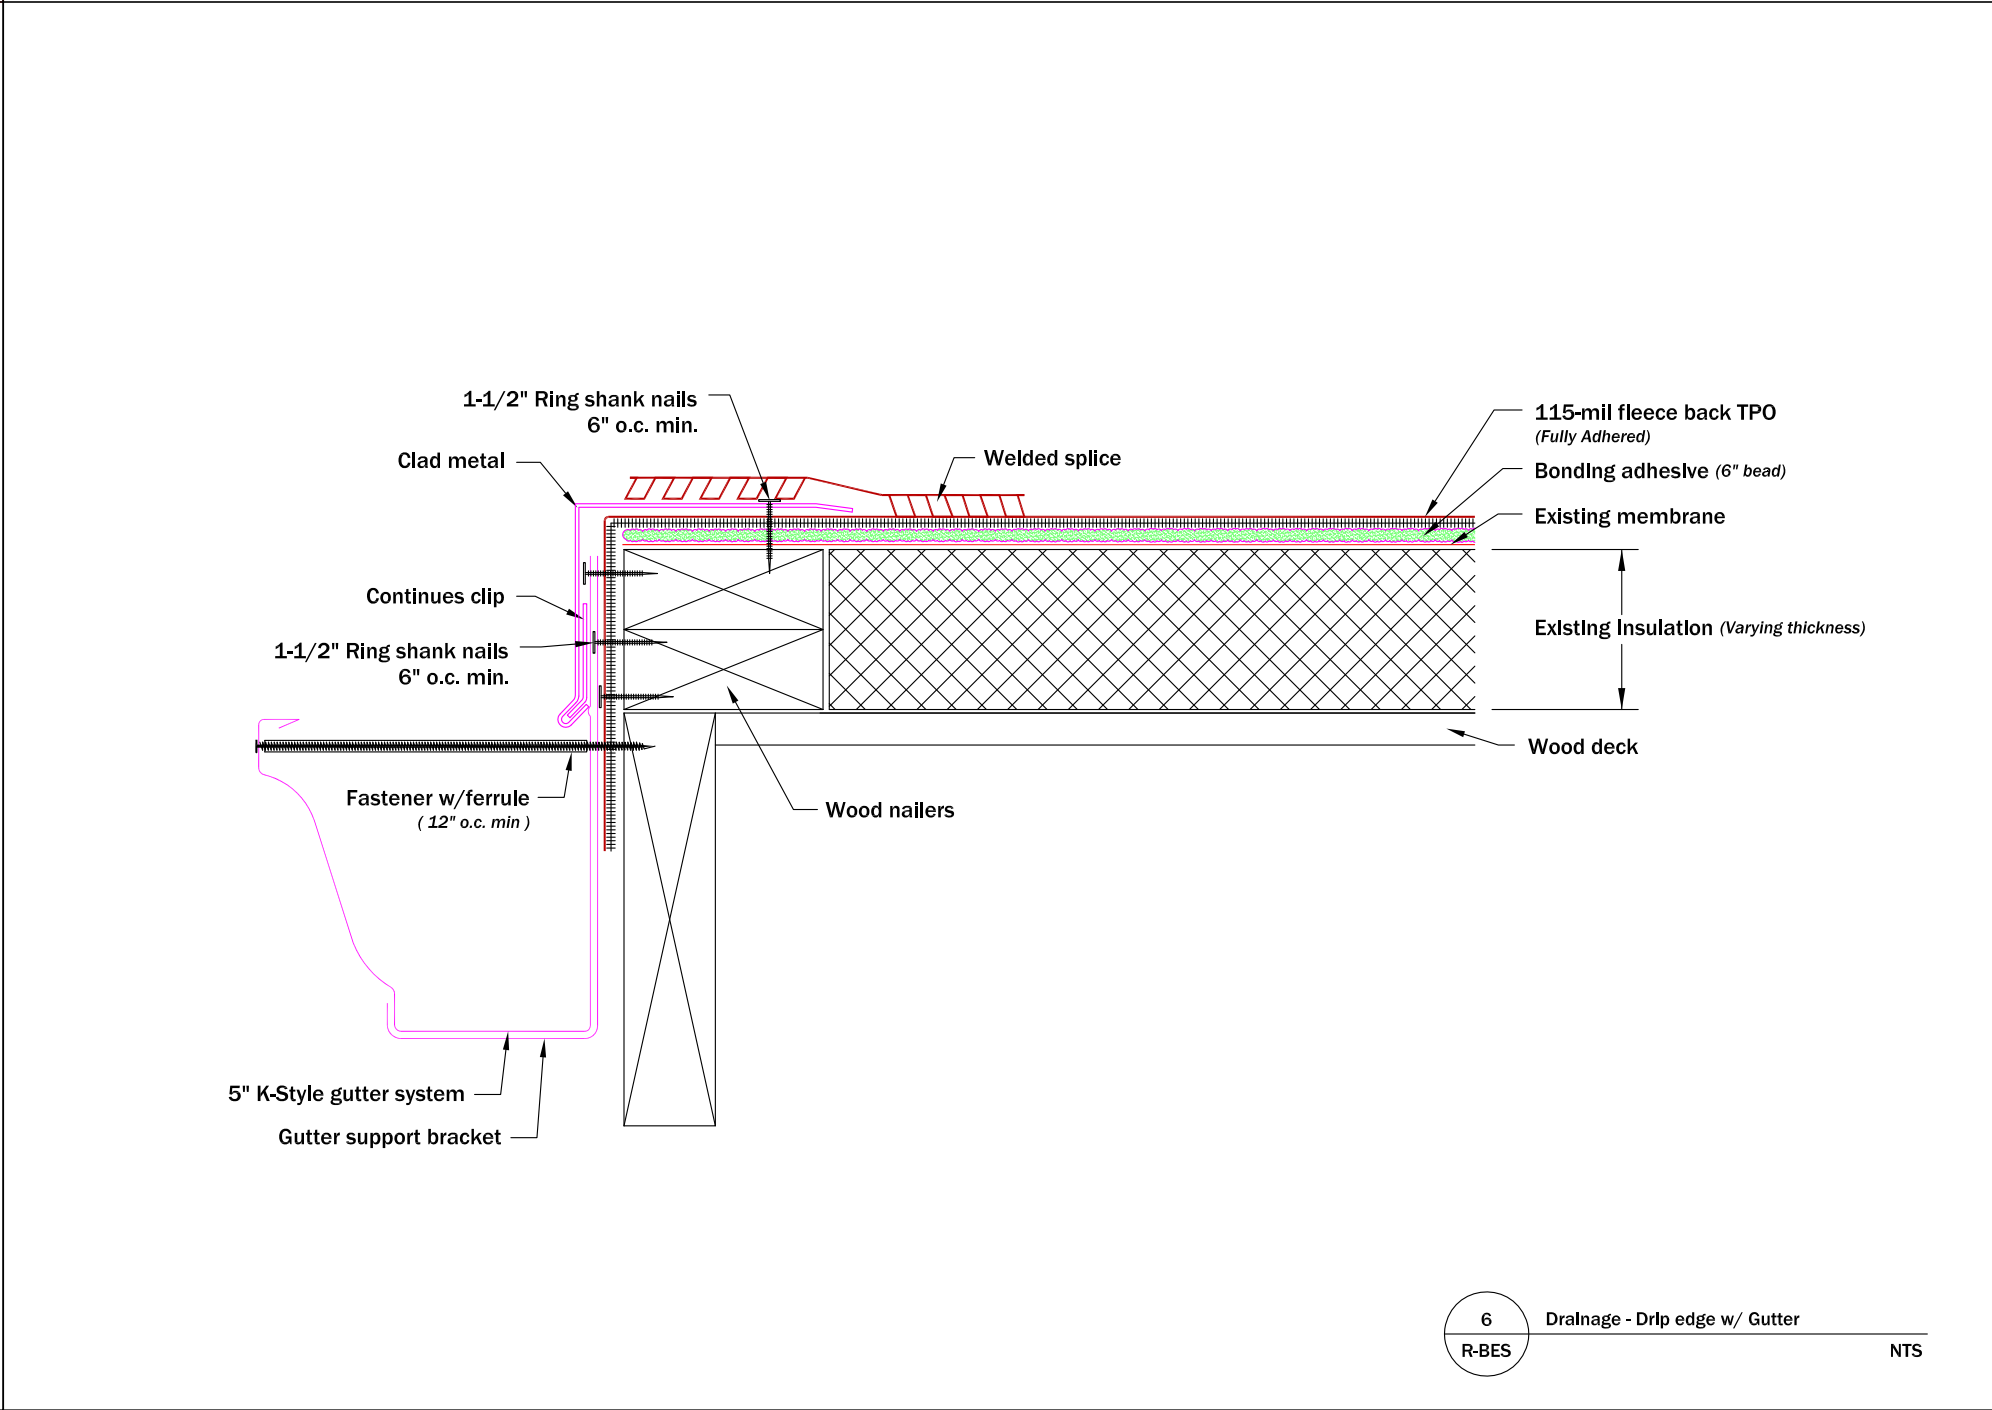 1-1/2" Ring shank nails
6" o.c. min.
Clad metal
Welded splice
115-mil fleece back TPO
(Fully Adhered)
Bonding adhesive (6" bead)
Existing membrane
Continues clip
1-1/2" Ring shank nails
6" o.c. min.
Existing Insulation (Varying thickness)
Wood deck
Fastener w/ferrule
( 12" o.c. min )
Wood nailers
5" K-Style gutter system
Gutter support bracket
6
R-BES
Drainage - Drip edge w/ Gutter
NTS